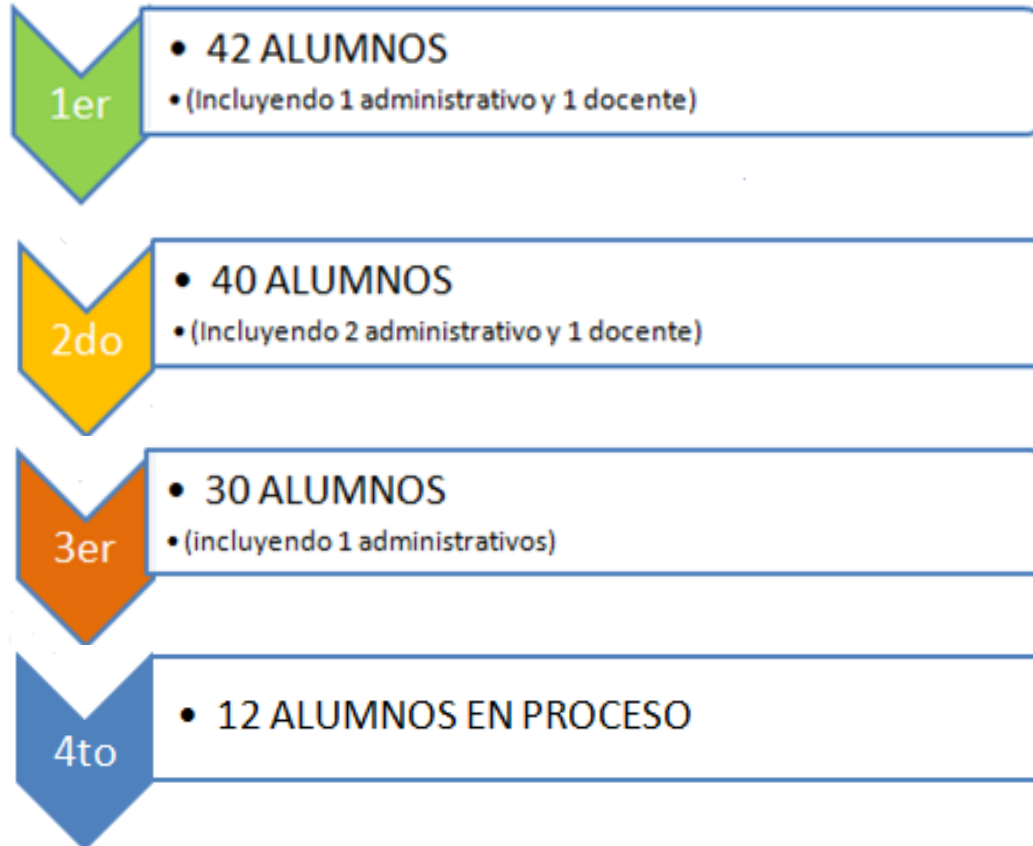 1er
• 42 ALUMNOS
• (Incluyendo 1 administrativo y 1 docente)
2do
• 40 ALUMNOS
• (Incluyendo 2 administrativo y 1 docente)
3er
• 30 ALUMNOS
• (incluyendo 1 administrativos)
4to
• 12 ALUMNOS EN PROCESO